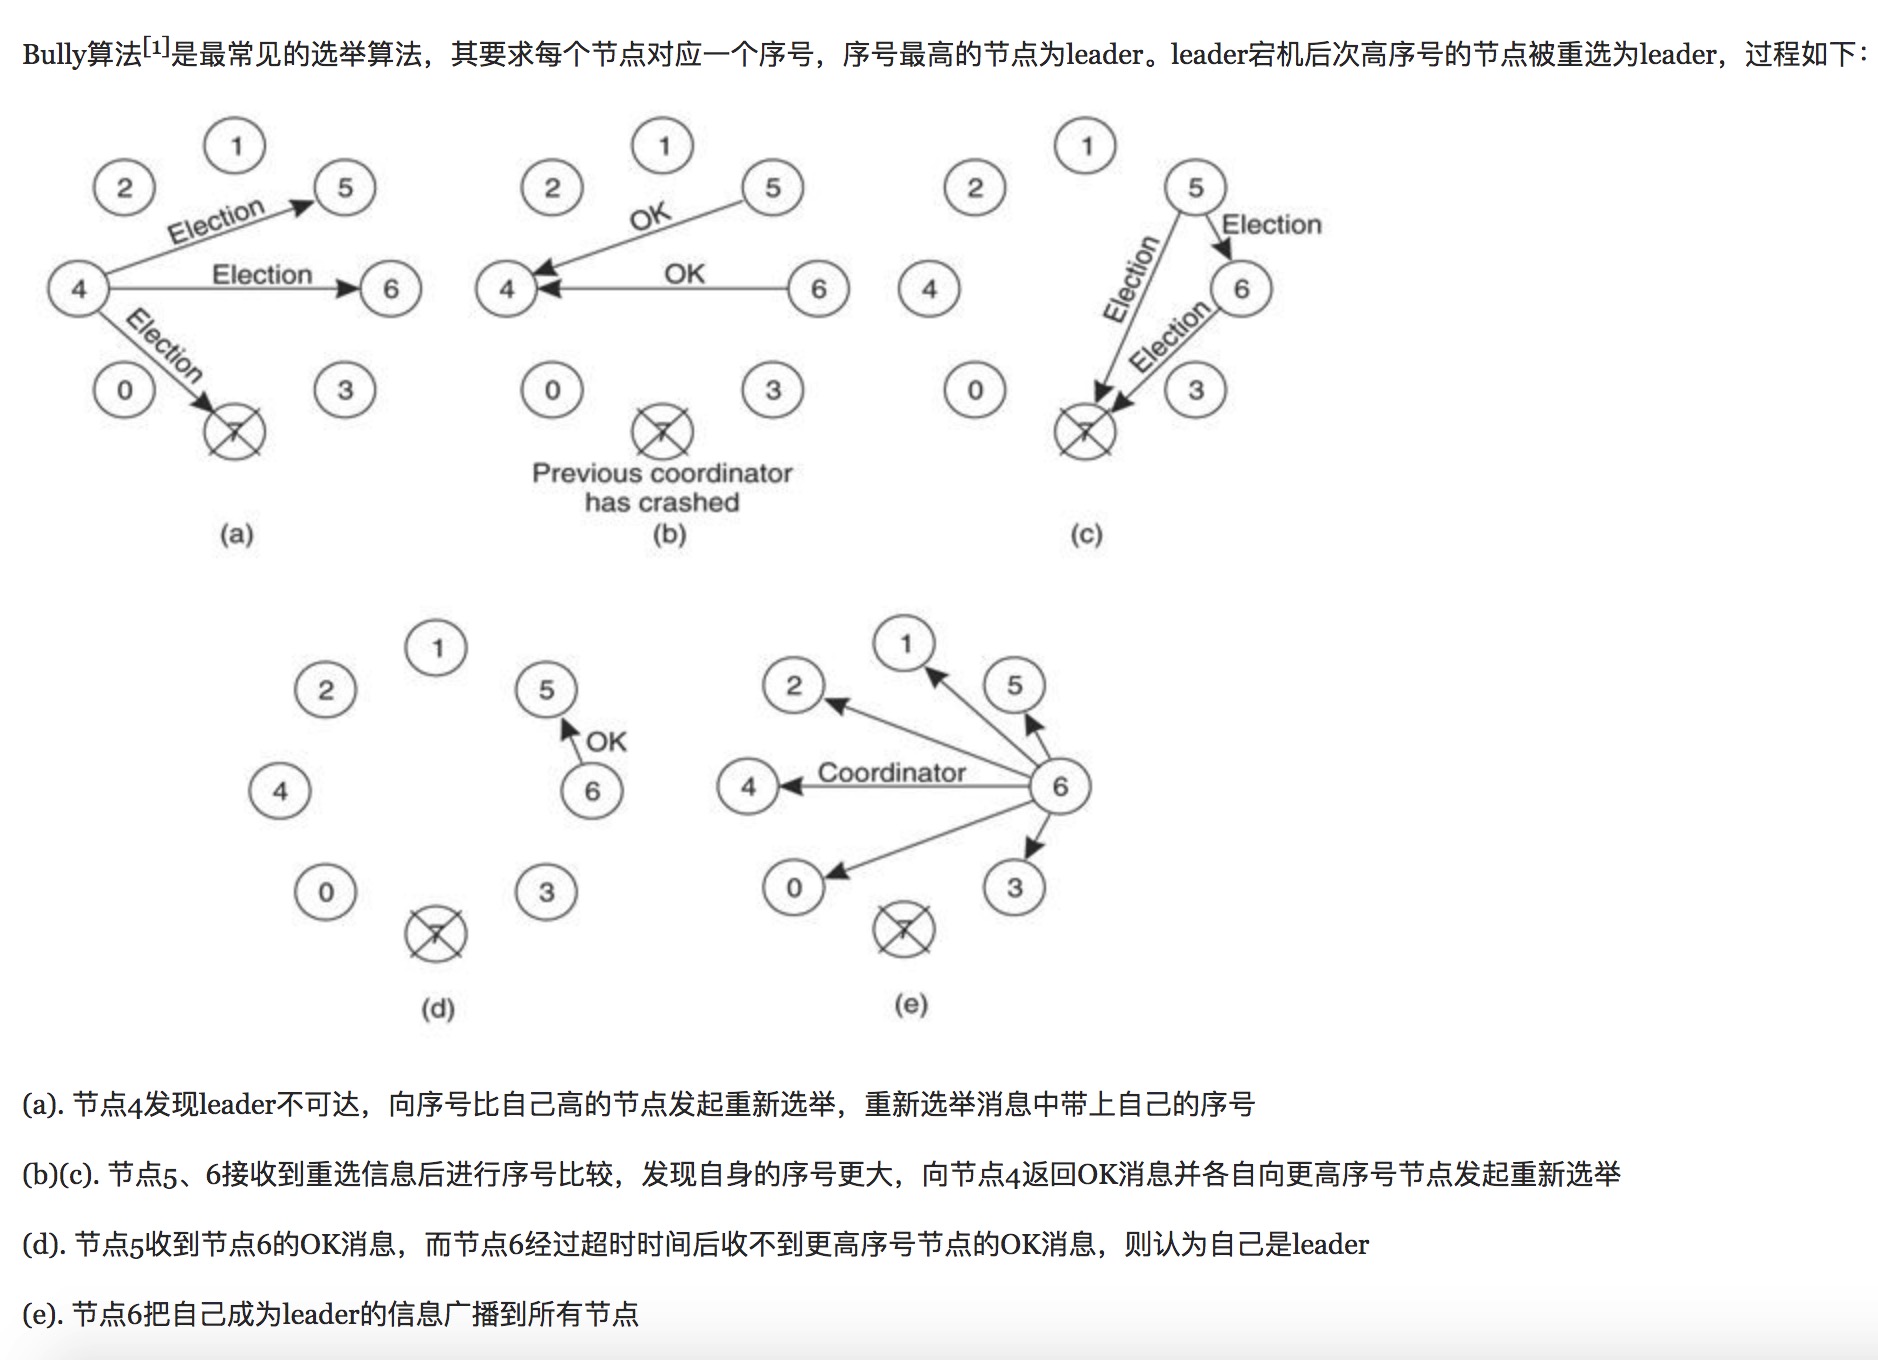 Bully算法[1]是最常见的选举算法，其要求每个节点对应一个序号，序号最高的节点为leader。leader宕机后次高序号的节点被重选为leader，过程如下：
1
2
5
Election
4
Election
6
Election
0
3
7
(a)
1
2
5
OK
4
OK
6
0
3
7
Previous coordinator
has crashed
(b)
1
2
5
Election
Election
4
6
Election
0
3
7
(c)
1
2
5
OK
4
6
0
3
7
(d)
1
2
5
4
Coordinator
6
0
3
7
(e)
(a). 节点4发现leader不可达，向序号比自己高的节点发起重新选举，重新选举消息中带上自己的序号
(b)(c). 节点5、6接收到重选信息后进行序号比较，发现自身的序号更大，向节点4返回OK消息并各自向更高序号节点发起重新选举
(d). 节点5收到节点6的OK消息，而节点6经过超时时间后收不到更高序号节点的OK消息，则认为自己是leader
(e). 节点6把自己成为leader的信息广播到所有节点